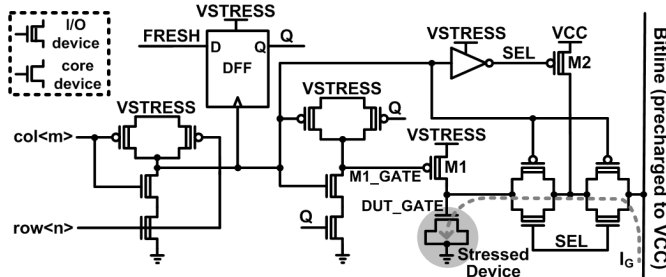 I/O
device
core
device
VSTRESS
FRESH
D
Q
DFF
Q
VSTRESS
col<m>
row<n>
VSTRESS
Q
Q
M1_GATE
VSTRESS
M1
DUT_GATE
Stressed
Device
VSTRESS
SEL
VCC
M2
SEL
IG
Bitline (precharged to VCC)